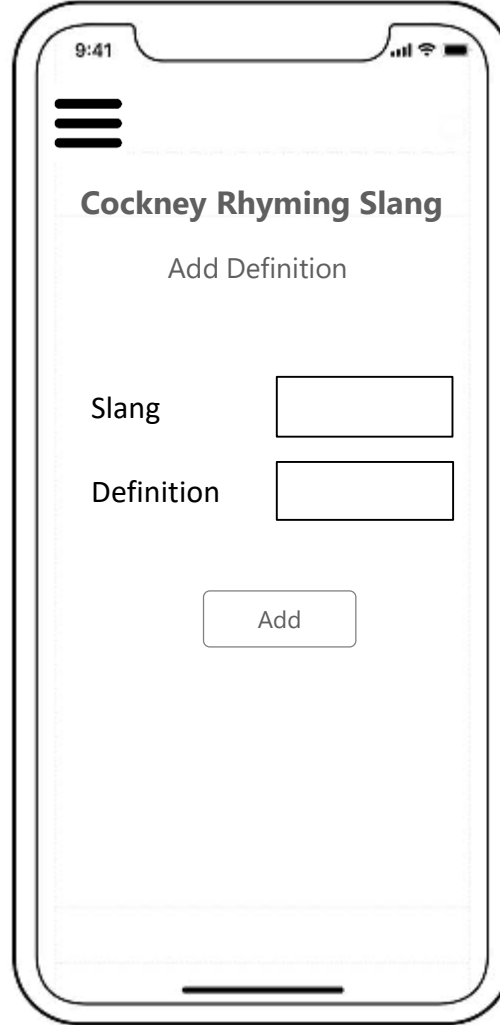 9:41
Cockney Rhyming Slang
Add Definition
Slang
Definition
Add